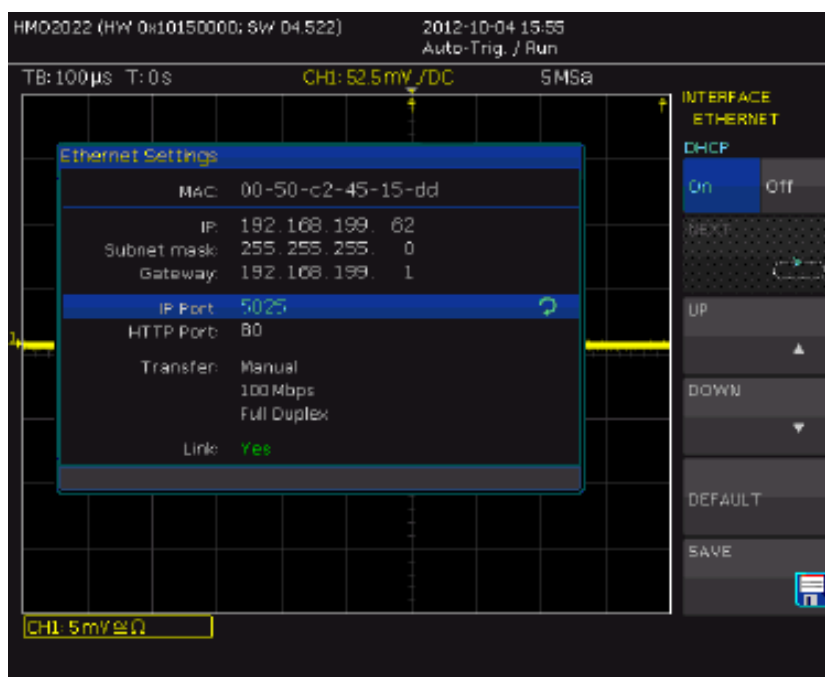 HMO2022 (HW 0x10150000; SW 04.522)
2012-10-04 15:55
Auto-Trig. / Run
TB: 100µs T: 0s
CH1: 52.5mV / DC
5MSa
INTERFACE
ETHERNET
DHCP
On
Off
NEXT
UP
DOWN
DEFAULT
SAVE
Ethernet Settings
MAC: 00-50-c2-45-15-dd
IP: 192.168.199. 62
Subnet mask: 255.255.255. 0
Gateway: 192.168.199. 1
IP Port: 5025
HTTP Port: 80
Transfer: Manual
100 Mbps
Full Duplex
Link: Yes
1
CH1: 5mV≅Ω